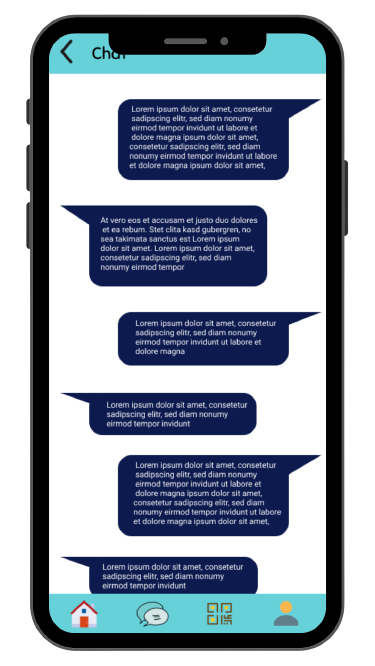 Chat
Lorem ipsum dolor sit amet, consetetur
sadipscing elitr, sed diam nonumy
eirmod tempor invidunt ut labore et
dolore magna ipsum dolor sit amet,
consetetur sadipscing elitr, sed diam
nonumy eirmod tempor invidunt ut labore
et dolore magna ipsum dolor sit amet,
At vero eos et accusam et justo duo dolores
et ea rebum. Stet clita kasd gubergren, no
sea takimata sanctus est Lorem ipsum
dolor sit amet. Lorem ipsum dolor sit amet,
consetetur sadipscing elitr, sed diam
nonumy eirmod tempor
Lorem ipsum dolor sit amet, consetetur
sadipscing elitr, sed diam nonumy
eirmod tempor invidunt ut labore et
dolore magna
Lorem ipsum dolor sit amet, consetetur
sadipscing elitr, sed diam nonumy
eirmod tempor invidunt
Lorem ipsum dolor sit amet, consetetur
sadipscing elitr, sed diam nonumy
eirmod tempor invidunt ut labore et
dolore magna ipsum dolor sit amet,
consetetur sadipscing elitr, sed diam
nonumy eirmod tempor invidunt ut labore
et dolore magna ipsum dolor sit amet,
Lorem ipsum dolor sit amet, consetetur
sadipscing elitr, sed diam nonumy
eirmod tempor invidunt